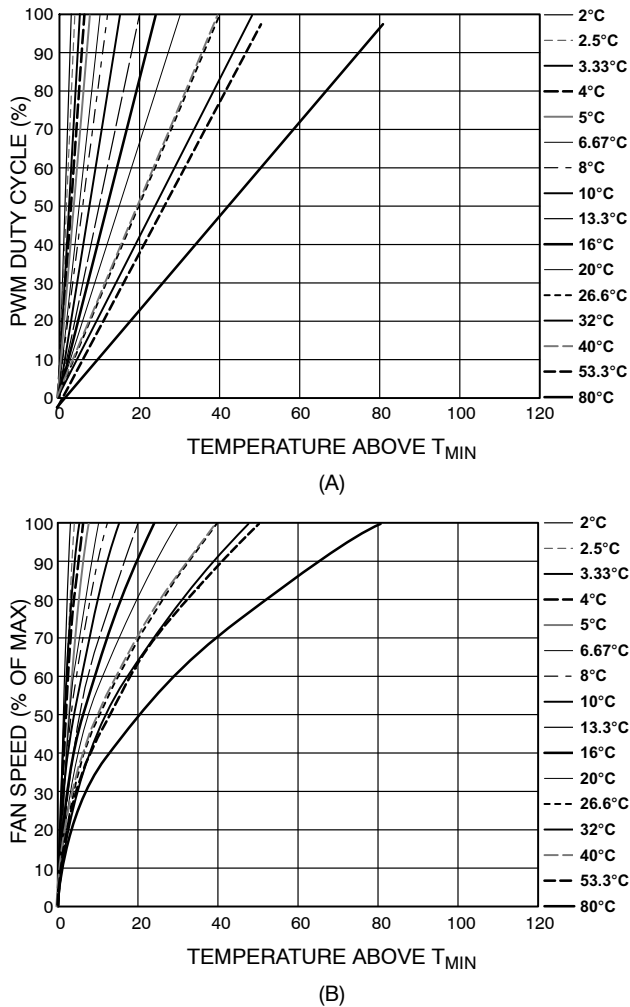 PWM DUTY CYCLE (%)
100
90
80
70
60
50
40
30
20
10
0
0 20 40 60 80 100 120
TEMPERATURE ABOVE TMIN
2°C
2.5°C
3.33°C
4°C
5°C
6.67°C
8°C
10°C
13.3°C
16°C
20°C
26.6°C
32°C
40°C
53.3°C
80°C
(A)
FAN SPEED (% OF MAX)
100
90
80
70
60
50
40
30
20
10
0
0 20 40 60 80 100 120
TEMPERATURE ABOVE TMIN
2°C
2.5°C
3.33°C
4°C
5°C
6.67°C
8°C
10°C
13.3°C
16°C
20°C
26.6°C
32°C
40°C
53.3°C
80°C
(B)